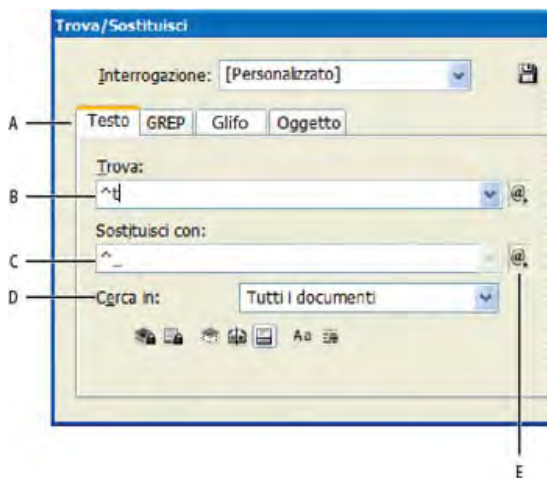 Trova/Sostituisci
Interrogazione: [Personalizzato]
A Testo GREP Glifo Oggetto
Trova:
B ^t @
Sostituisci con:
C ^_ @
D Cerca in: Tutti i documenti
Aa
E